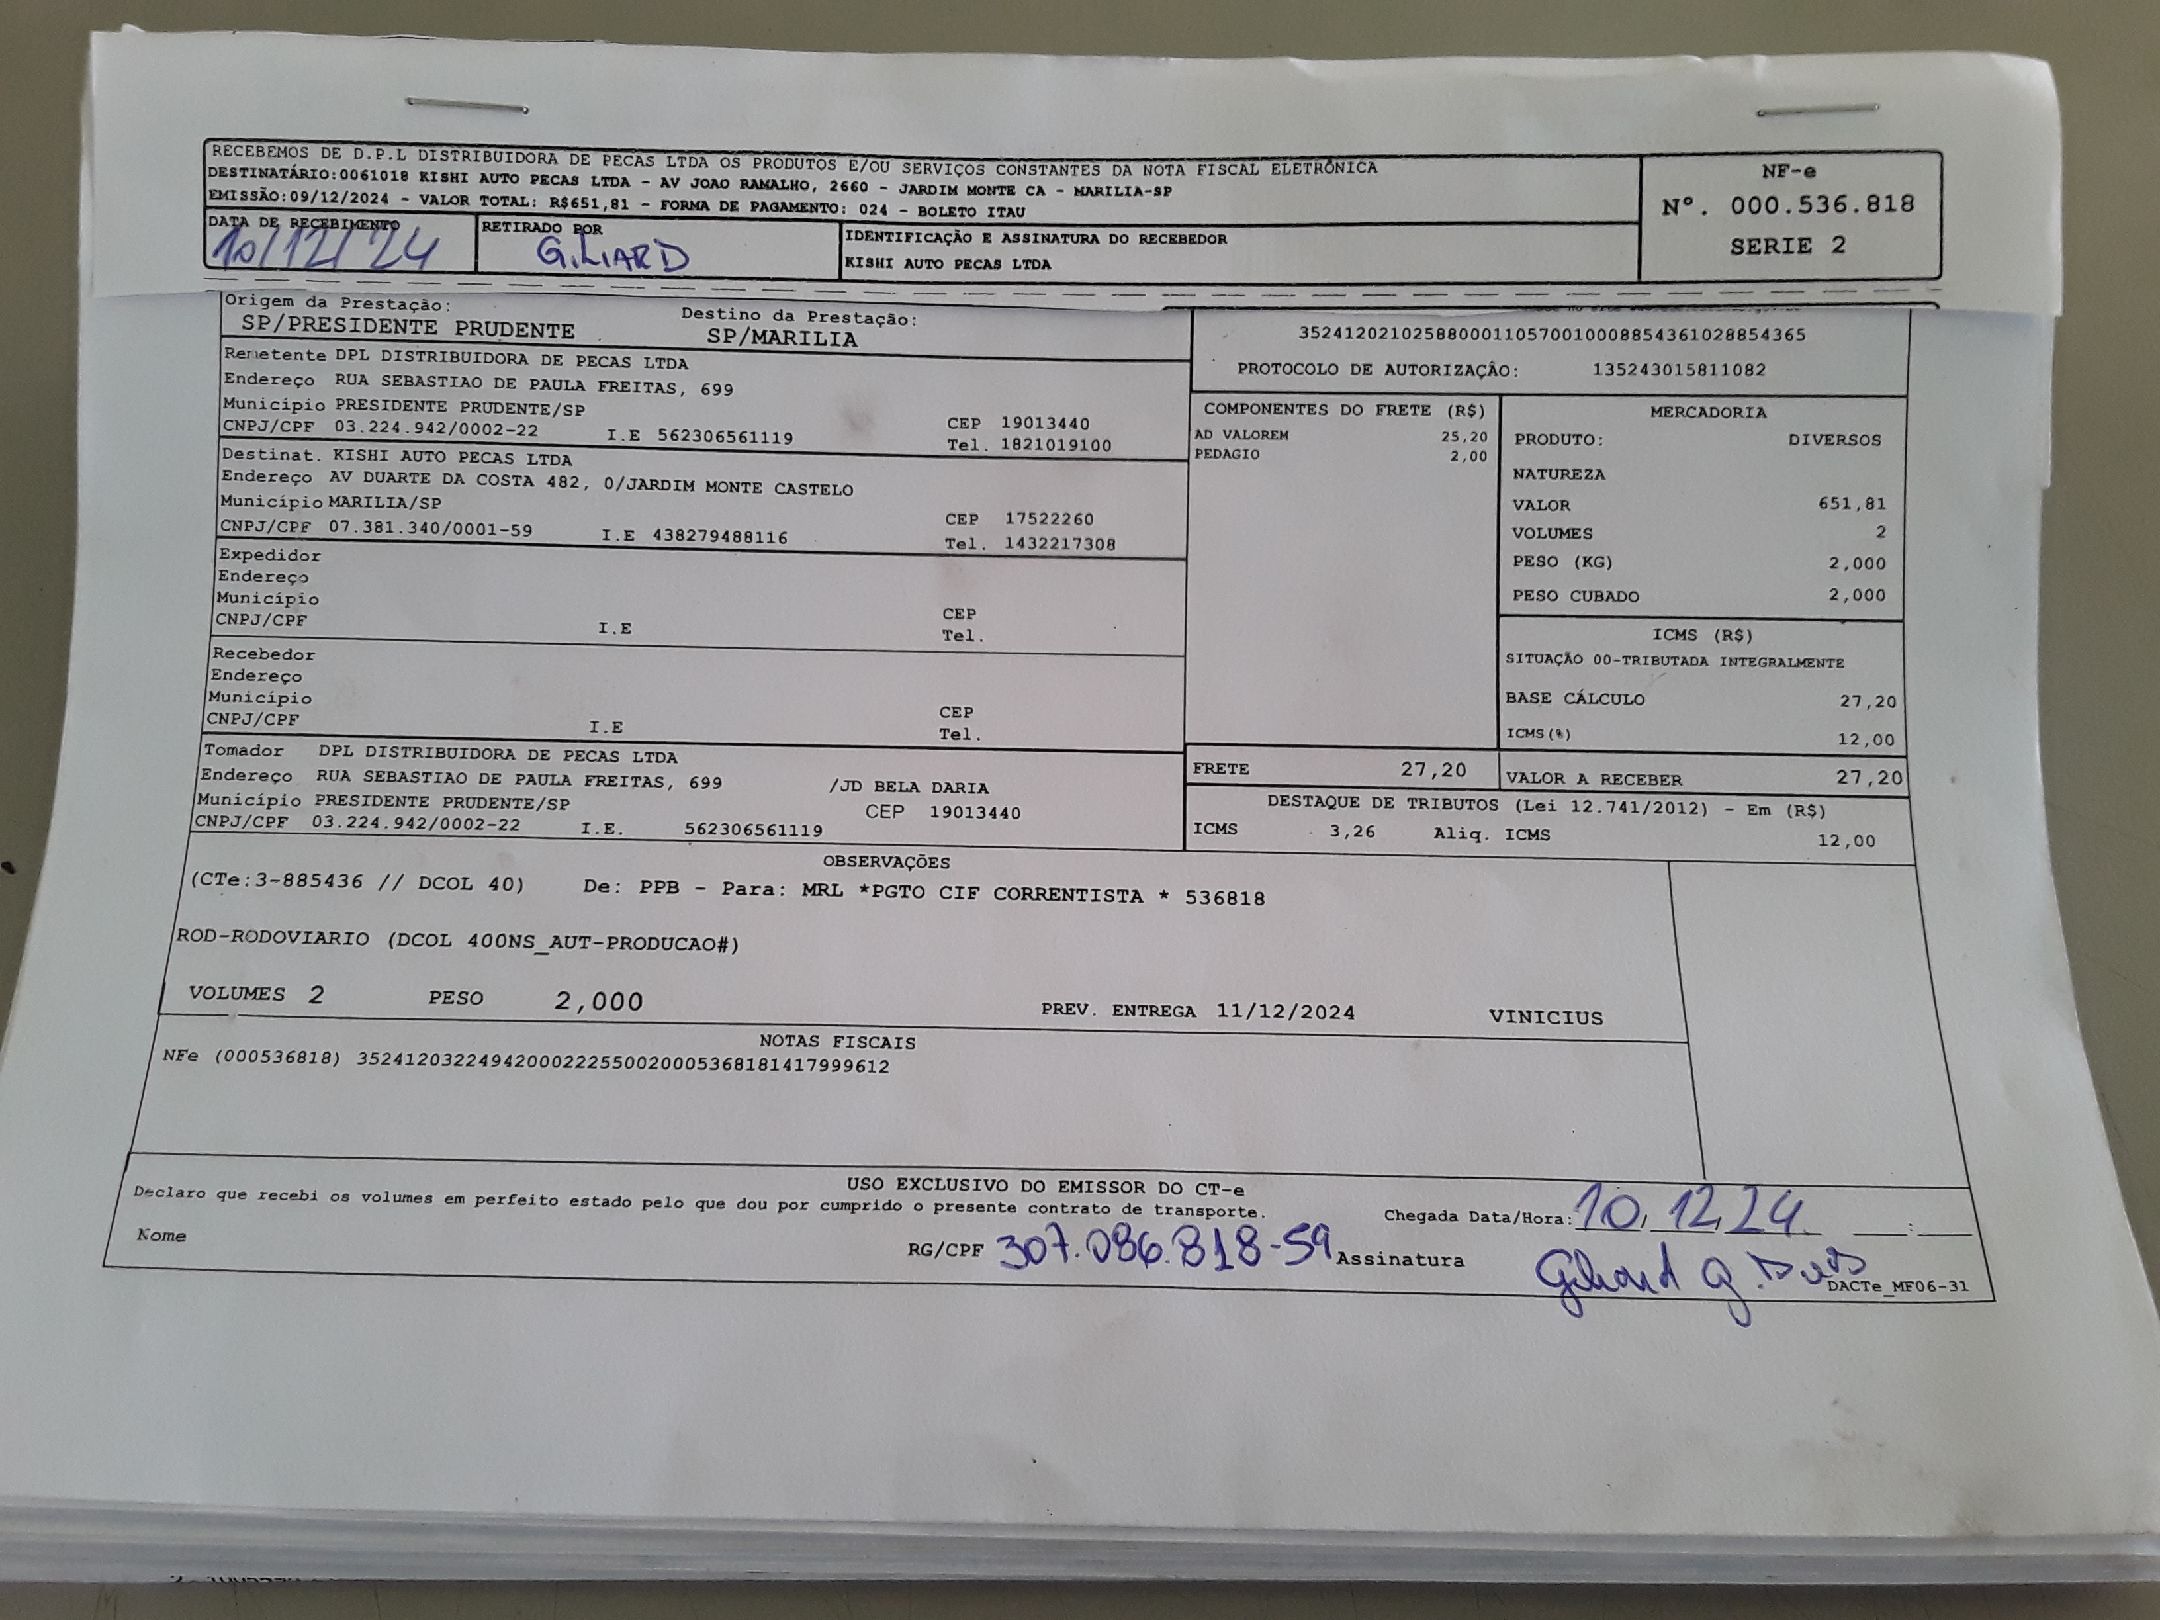 RECEBEMOS DE D.P.L DISTRIBUIDORA DE PECAS LTDA OS PRODUTOS E/OU SERVIÇOS CONSTANTES DA NOTA FISCAL ELETRÔNICA
DESTINATÁRIO:0061018 KISHI AUTO PECAS LTDA - AV JOAO RAMALHO, 2660 - JARDIM MONTE CA - MARILIA-SP
EMISSÃO:09/12/2024 - VALOR TOTAL: R$651,81 - FORMA DE PAGAMENTO: 024 - BOLETO ITAU
NF-e
Nº. 000.536.818
SERIE 2
DATA DE RECEBIMENTO
10/12/24
RETIRADO POR
GILIARD
IDENTIFICAÇÃO E ASSINATURA DO RECEBEDOR
KISHI AUTO PECAS LTDA
Origem da Prestação:
SP/PRESIDENTE PRUDENTE
Destino da Prestação:
SP/MARILIA
35241202102588000110570010008854361028854365
PROTOCOLO DE AUTORIZAÇÃO: 135243015811082
Remetente DPL DISTRIBUIDORA DE PECAS LTDA
Endereço RUA SEBASTIAO DE PAULA FREITAS, 699
Município PRESIDENTE PRUDENTE/SP CEP 19013440
CNPJ/CPF 03.224.942/0002-22 I.E 562306561119 Tel. 1821019100
Destinat. KISHI AUTO PECAS LTDA
Endereço AV DUARTE DA COSTA 482, 0/JARDIM MONTE CASTELO
Município MARILIA/SP CEP 17522260
CNPJ/CPF 07.381.340/0001-59 I.E 438279488116 Tel. 1432217308
Expedidor
Endereço
Município CEP
CNPJ/CPF I.E Tel.
Recebedor
Endereço
Município CEP
CNPJ/CPF I.E Tel.
Tomador DPL DISTRIBUIDORA DE PECAS LTDA
Endereço RUA SEBASTIAO DE PAULA FREITAS, 699 /JD BELA DARIA
Município PRESIDENTE PRUDENTE/SP CEP 19013440
CNPJ/CPF 03.224.942/0002-22 I.E. 562306561119
COMPONENTES DO FRETE (R$)
AD VALOREM 25,20
PEDAGIO 2,00
MERCADORIA
PRODUTO: DIVERSOS
NATUREZA
VALOR 651,81
VOLUMES 2
PESO (KG) 2,000
PESO CUBADO 2,000
ICMS (R$)
SITUAÇÃO 00-TRIBUTADA INTEGRALMENTE
BASE CÁLCULO 27,20
ICMS(%) 12,00
FRETE 27,20
VALOR A RECEBER 27,20
DESTAQUE DE TRIBUTOS (Lei 12.741/2012) - Em (R$)
ICMS 3,26 Aliq. ICMS 12,00
OBSERVAÇÕES
(CTe:3-885436 // DCOL 40) De: PPB - Para: MRL *PGTO CIF CORRENTISTA * 536818
ROD-RODOVIARIO (DCOL 400NS_AUT-PRODUCAO#)
VOLUMES 2 PESO 2,000 PREV. ENTREGA 11/12/2024 VINICIUS
NOTAS FISCAIS
NFe (000536818) 35241203224942000222550020005368181417999612
USO EXCLUSIVO DO EMISSOR DO CT-e
Declaro que recebi os volumes em perfeito estado pelo que dou por cumprido o presente contrato de transporte.
Chegada Data/Hora: 10/12/24 :
Nome
RG/CPF 307.086.818-59
Assinatura
DACTe_MF06-31